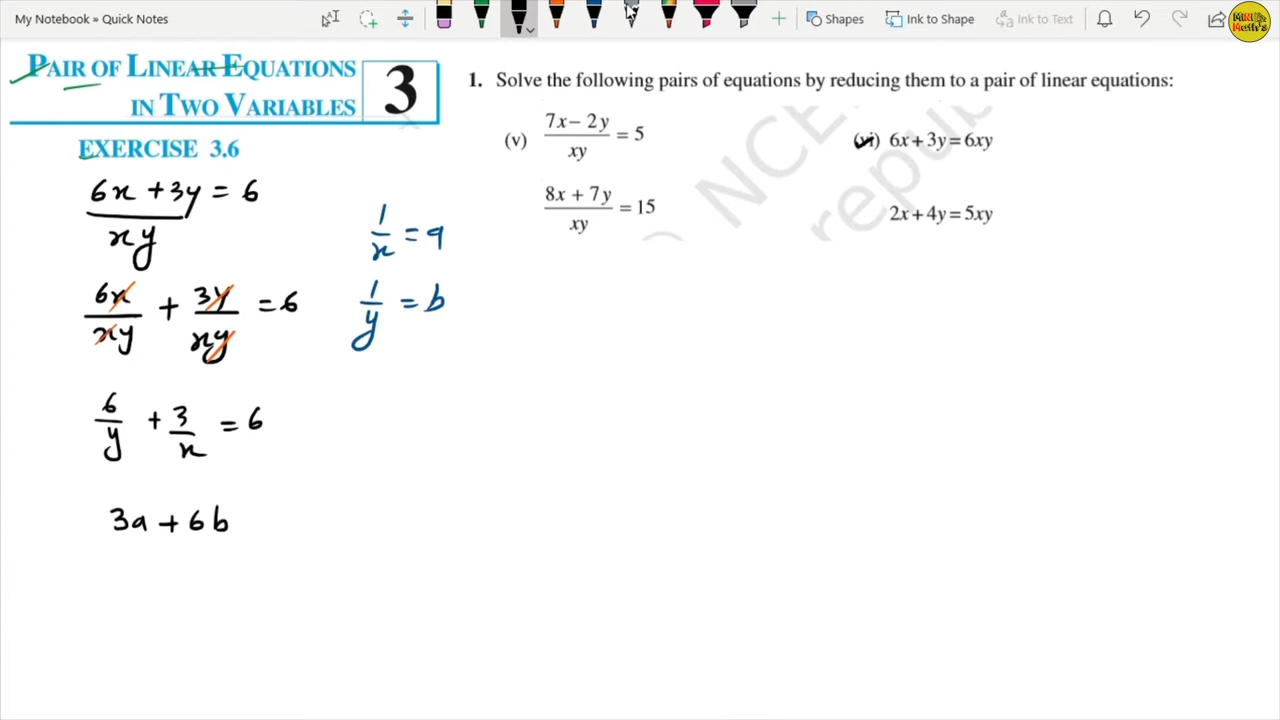 My Notebook » Quick Notes
Shapes
Ink to Shape
Ink to Text
PAIR OF LINEAR EQUATIONS
IN TWO VARIABLES
3
EXERCISE 3.6
6x + 3y = 6
xy
6x + 3y = 6
xy xy
6 + 3 = 6
y x
3a + 6b
1 = a
x
1 = b
y
1. Solve the following pairs of equations by reducing them to a pair of linear equations:
(v) 7x – 2y = 5
xy
8x + 7y = 15
xy
(vi) 6x + 3y = 6xy
2x + 4y = 5xy